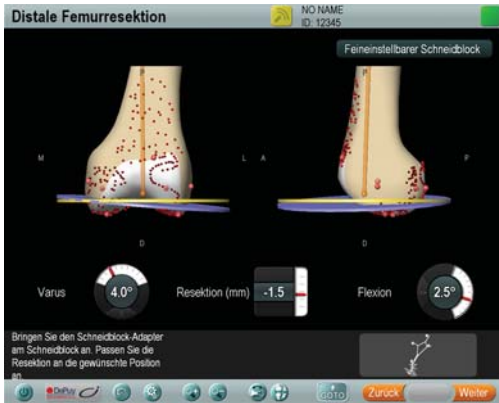 Distale Femurresektion
NO NAME
ID: 12345
Feineinstellbarer Schneidblock
P P
M L A P
D D
Varus 4.0° Resektion (mm) -1.5 Flexion 2.5°
Bringen Sie den Schneidblock-Adapter
am Schneidblock an. Passen Sie die
Resektion an die gewünschte Position
an.
DePuy GOTO Zurück Weiter